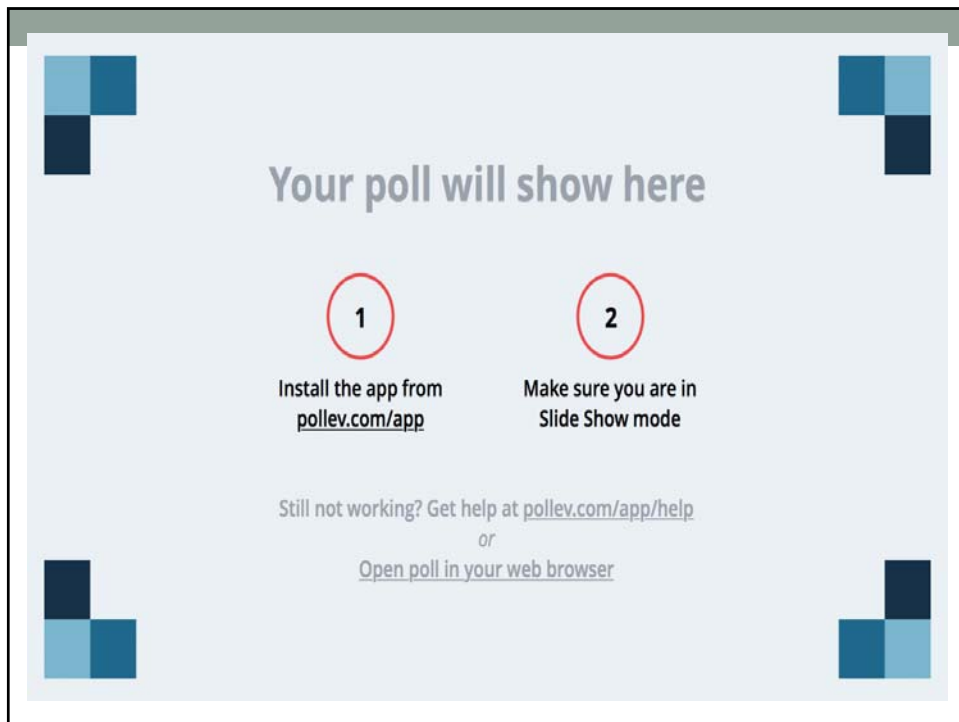 Your poll will show here
1
Install the app from
pollev.com/app
2
Make sure you are in
Slide Show mode
Still not working? Get help at pollev.com/app/help
or
Open poll in your web browser